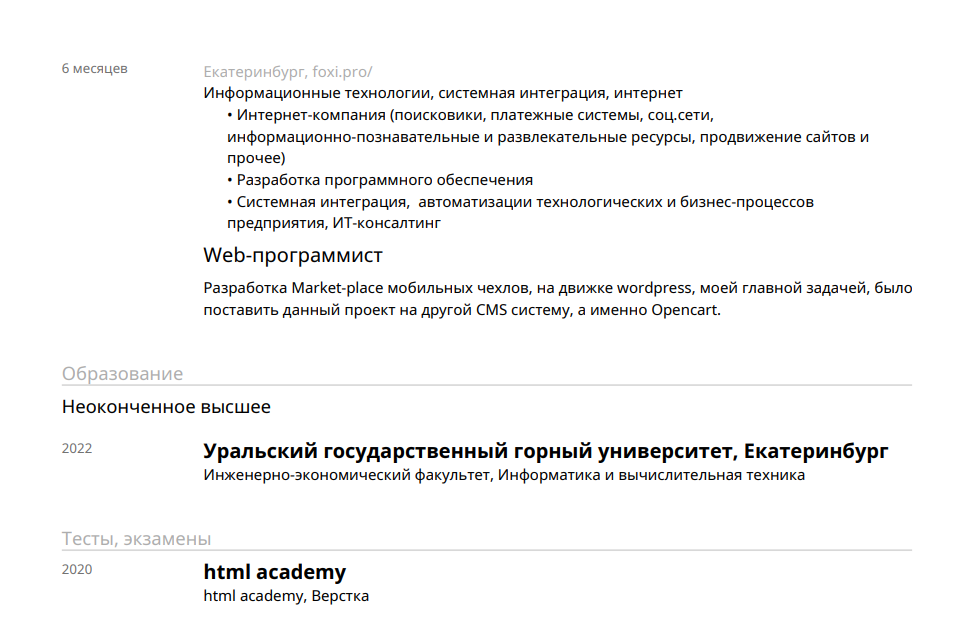 6 месяцев
Екатеринбург, foxi.pro/
Информационные технологии, системная интеграция, интернет
• Интернет-компания (поисковики, платежные системы, соц.сети,
информационно-познавательные и развлекательные ресурсы, продвижение сайтов и
прочее)
• Разработка программного обеспечения
• Системная интеграция,  автоматизации технологических и бизнес-процессов
предприятия, ИТ-консалтинг
Web-программист
Разработка Market-place мобильных чехлов, на движке wordpress, моей главной задачей, было
поставить данный проект на другой CMS систему, а именно Opencart.
Образование
Неоконченное высшее
2022
Уральский государственный горный университет, Екатеринбург
Инженерно-экономический факультет, Информатика и вычислительная техника
Тесты, экзамены
2020
html academy
html academy, Верстка